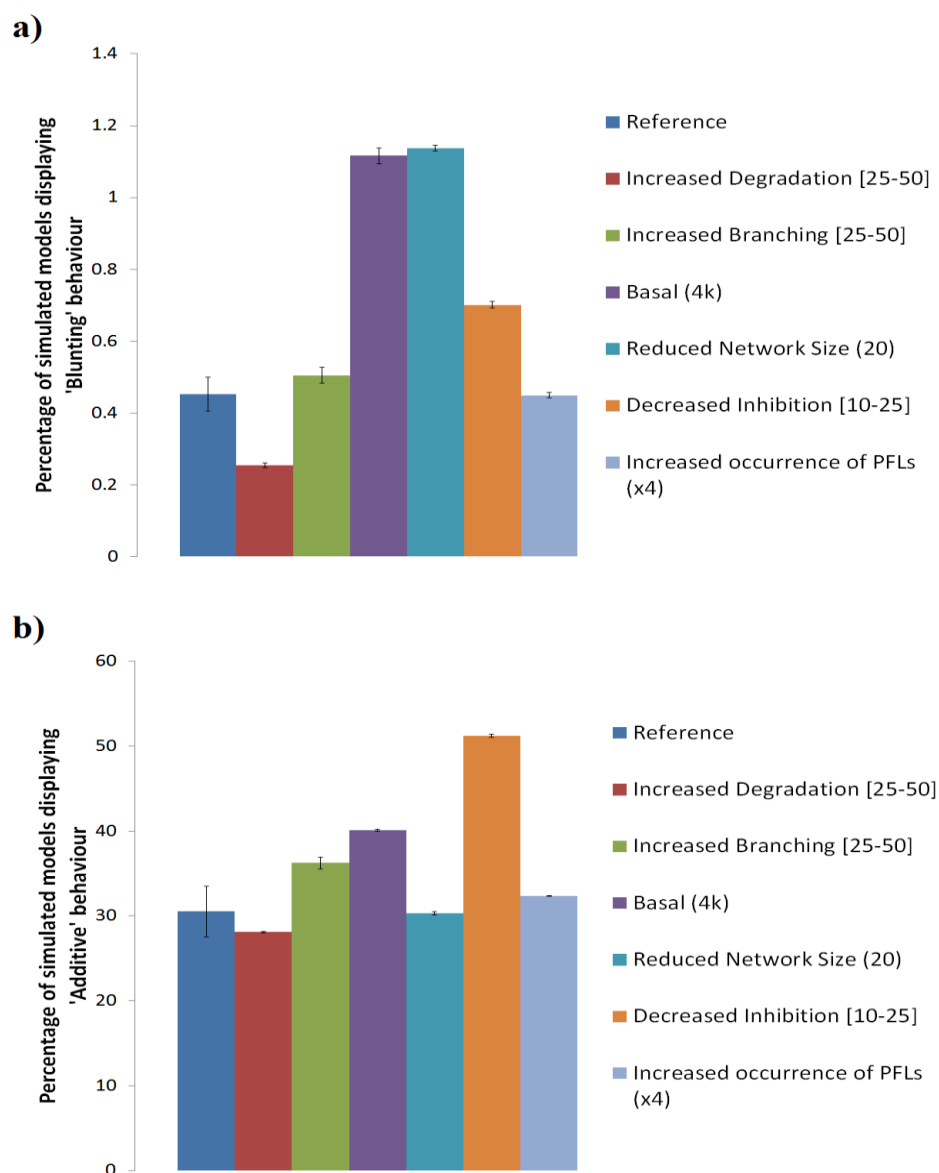 a)
Percentage of simulated models displaying
'Blunting' behaviour
1.4
1.2
1
0.8
0.6
0.4
0.2
0
Reference
Increased Degradation [25-50]
Increased Branching [25-50]
Basal (4k)
Reduced Network Size (20)
Decreased Inhibition [10-25]
Increased occurrence of PFLs
(x4)
b)
Percentage of simulated models displaying
'Additive' behaviour
60
50
40
30
20
10
0
Reference
Increased Degradation [25-50]
Increased Branching [25-50]
Basal (4k)
Reduced Network Size (20)
Decreased Inhibition [10-25]
Increased occurrence of PFLs
(x4)